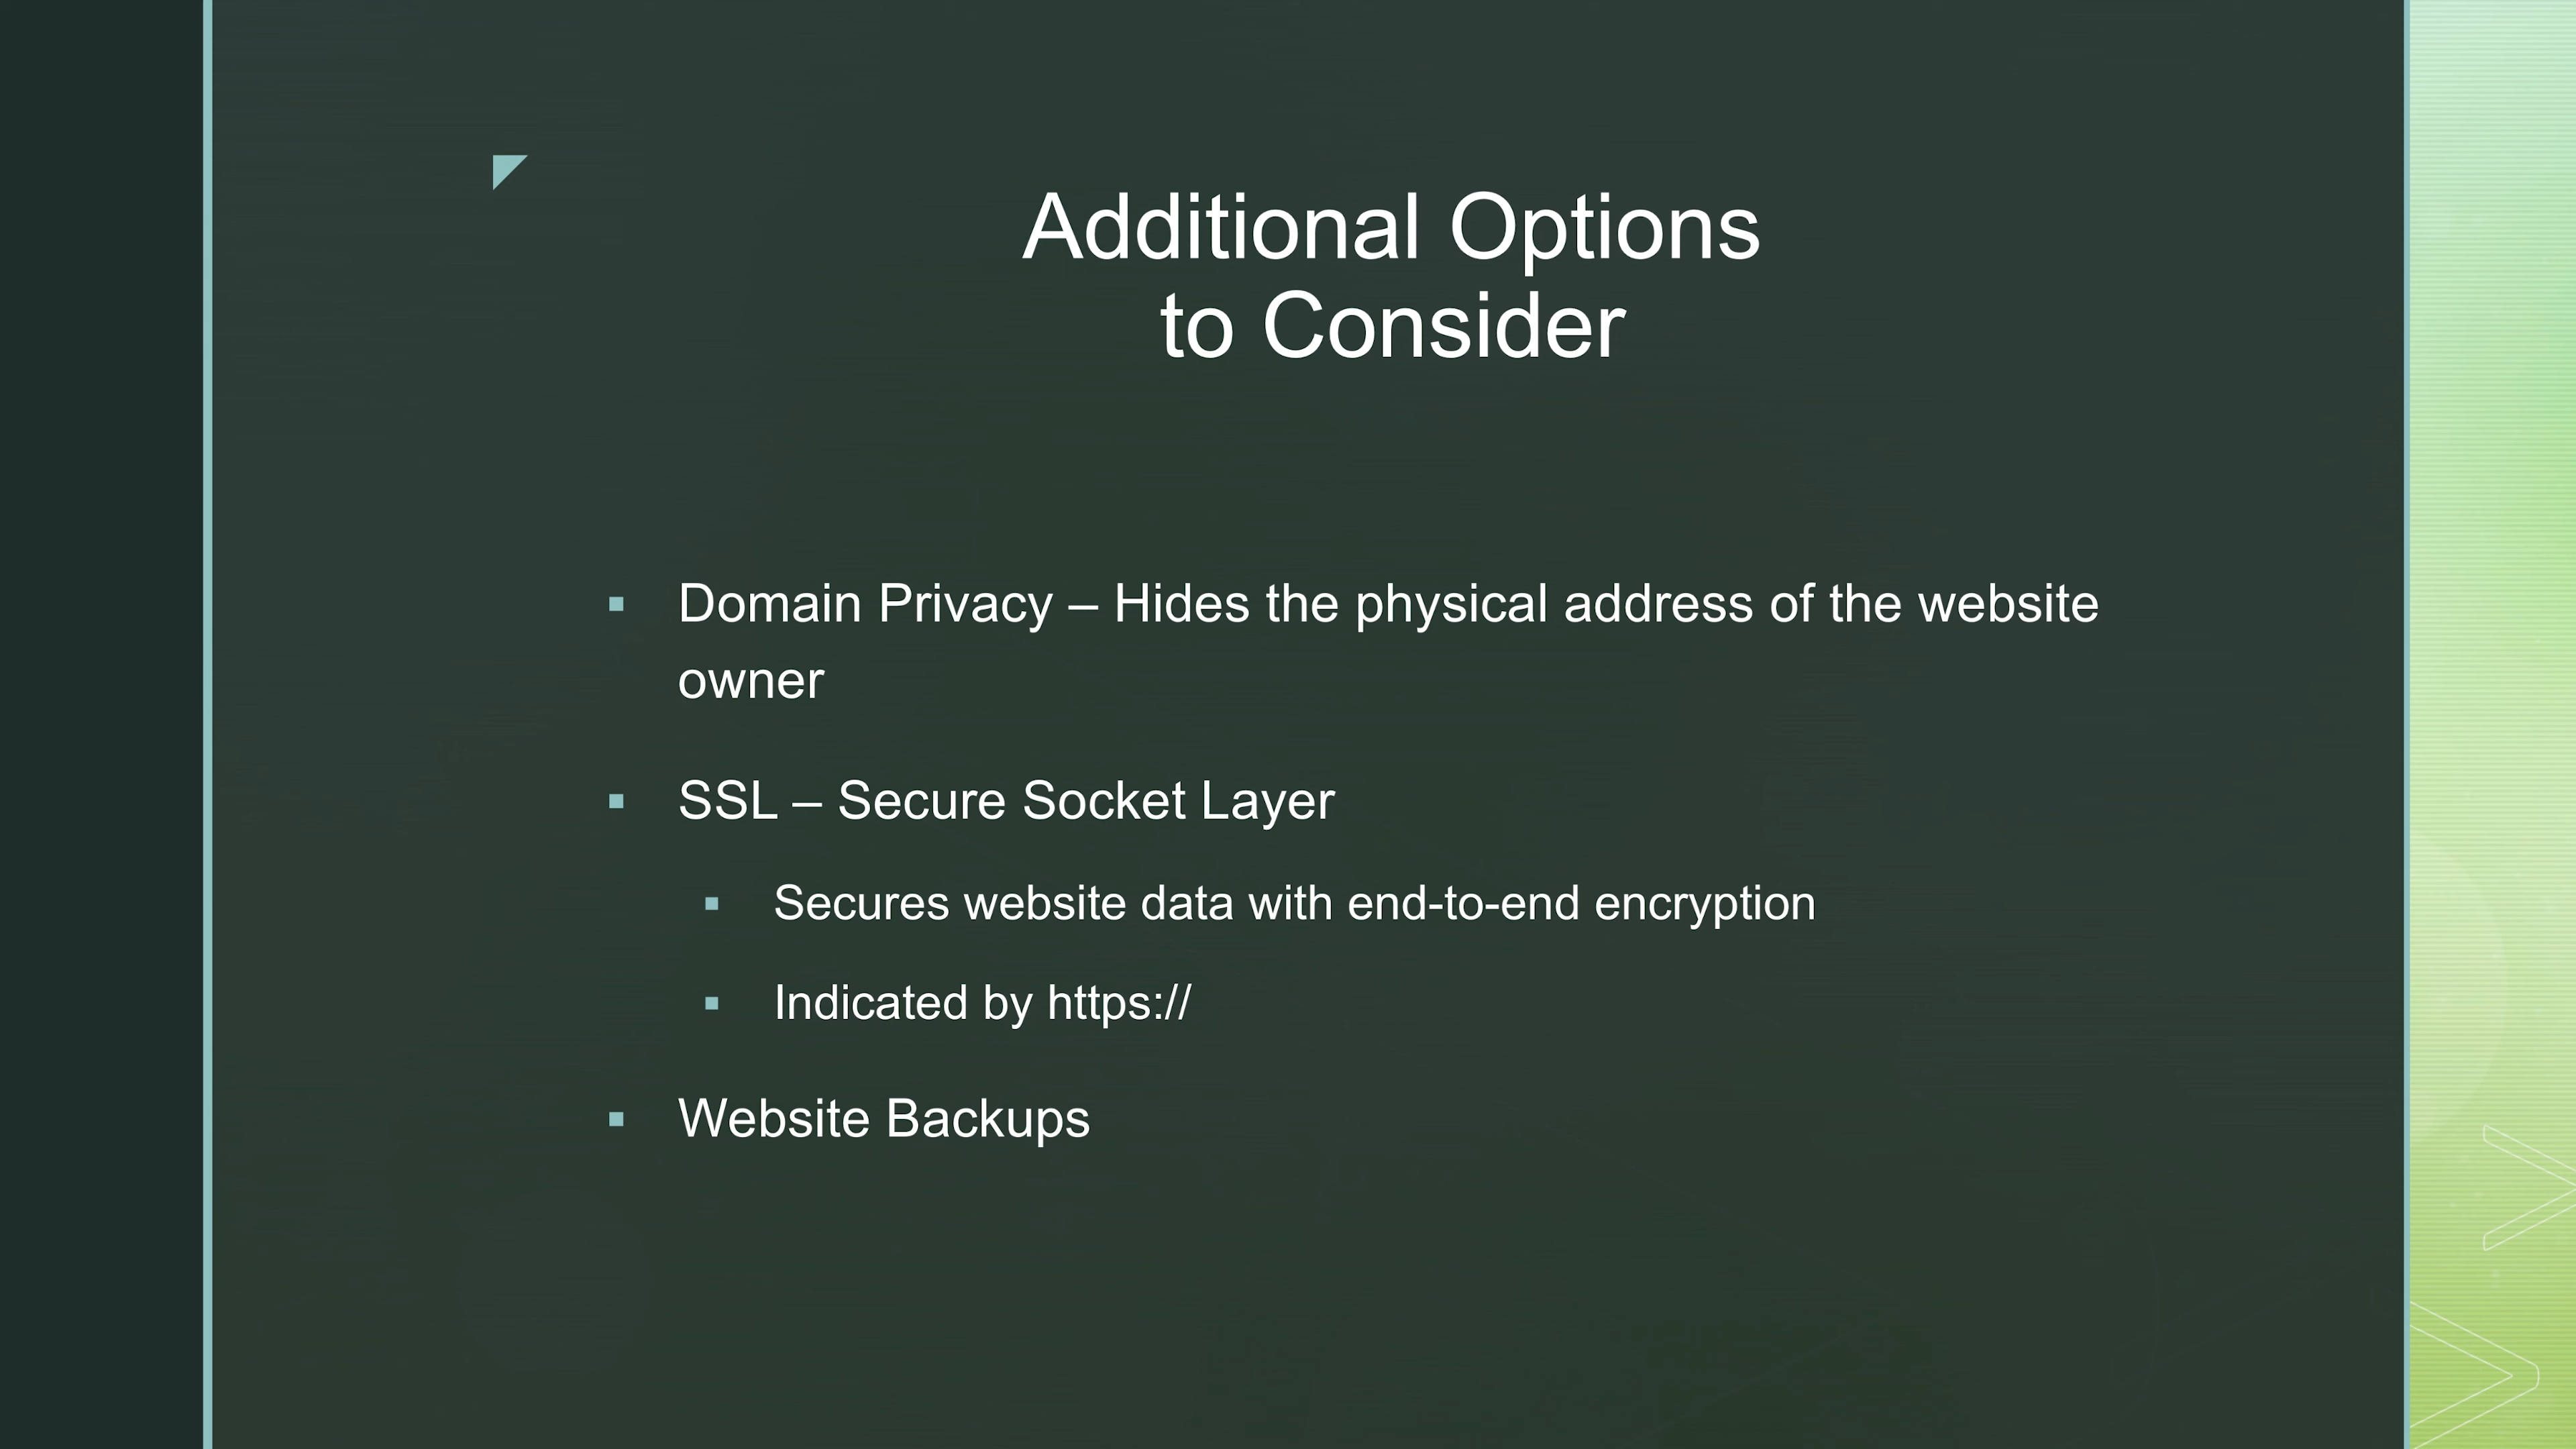 Additional Options
to Consider
Domain Privacy – Hides the physical address of the website
owner
SSL – Secure Socket Layer
Secures website data with end-to-end encryption
Indicated by https://
Website Backups